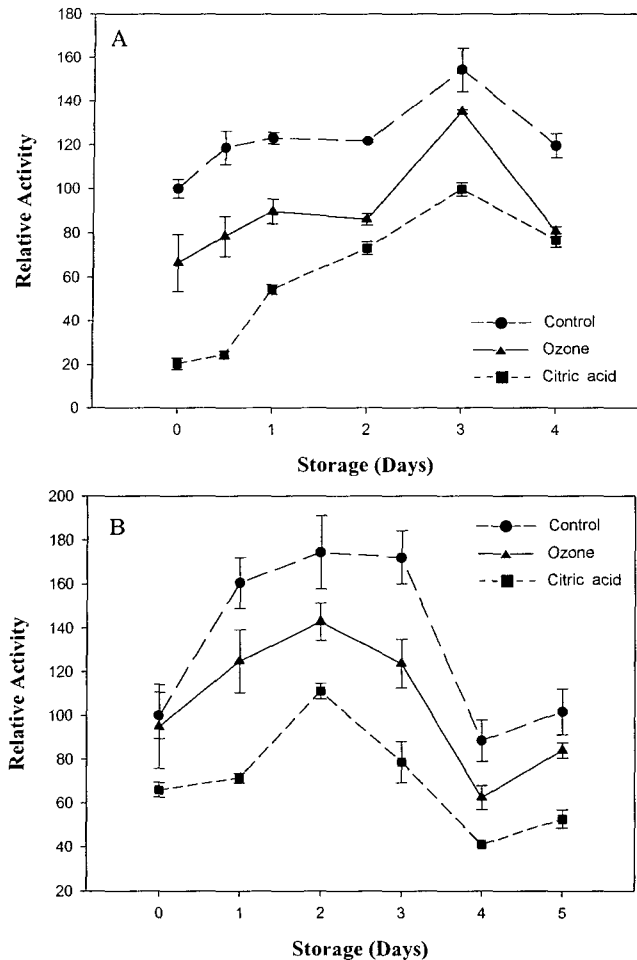 A
180
160
140
120
100
80
60
40
20
0
Relative Activity
Control
Ozone
Citric acid
0 1 2 3 4
Storage (Days)
B
200
180
160
140
120
100
80
60
40
20
Relative Activity
Control
Ozone
Citric acid
0 1 2 3 4 5
Storage (Days)